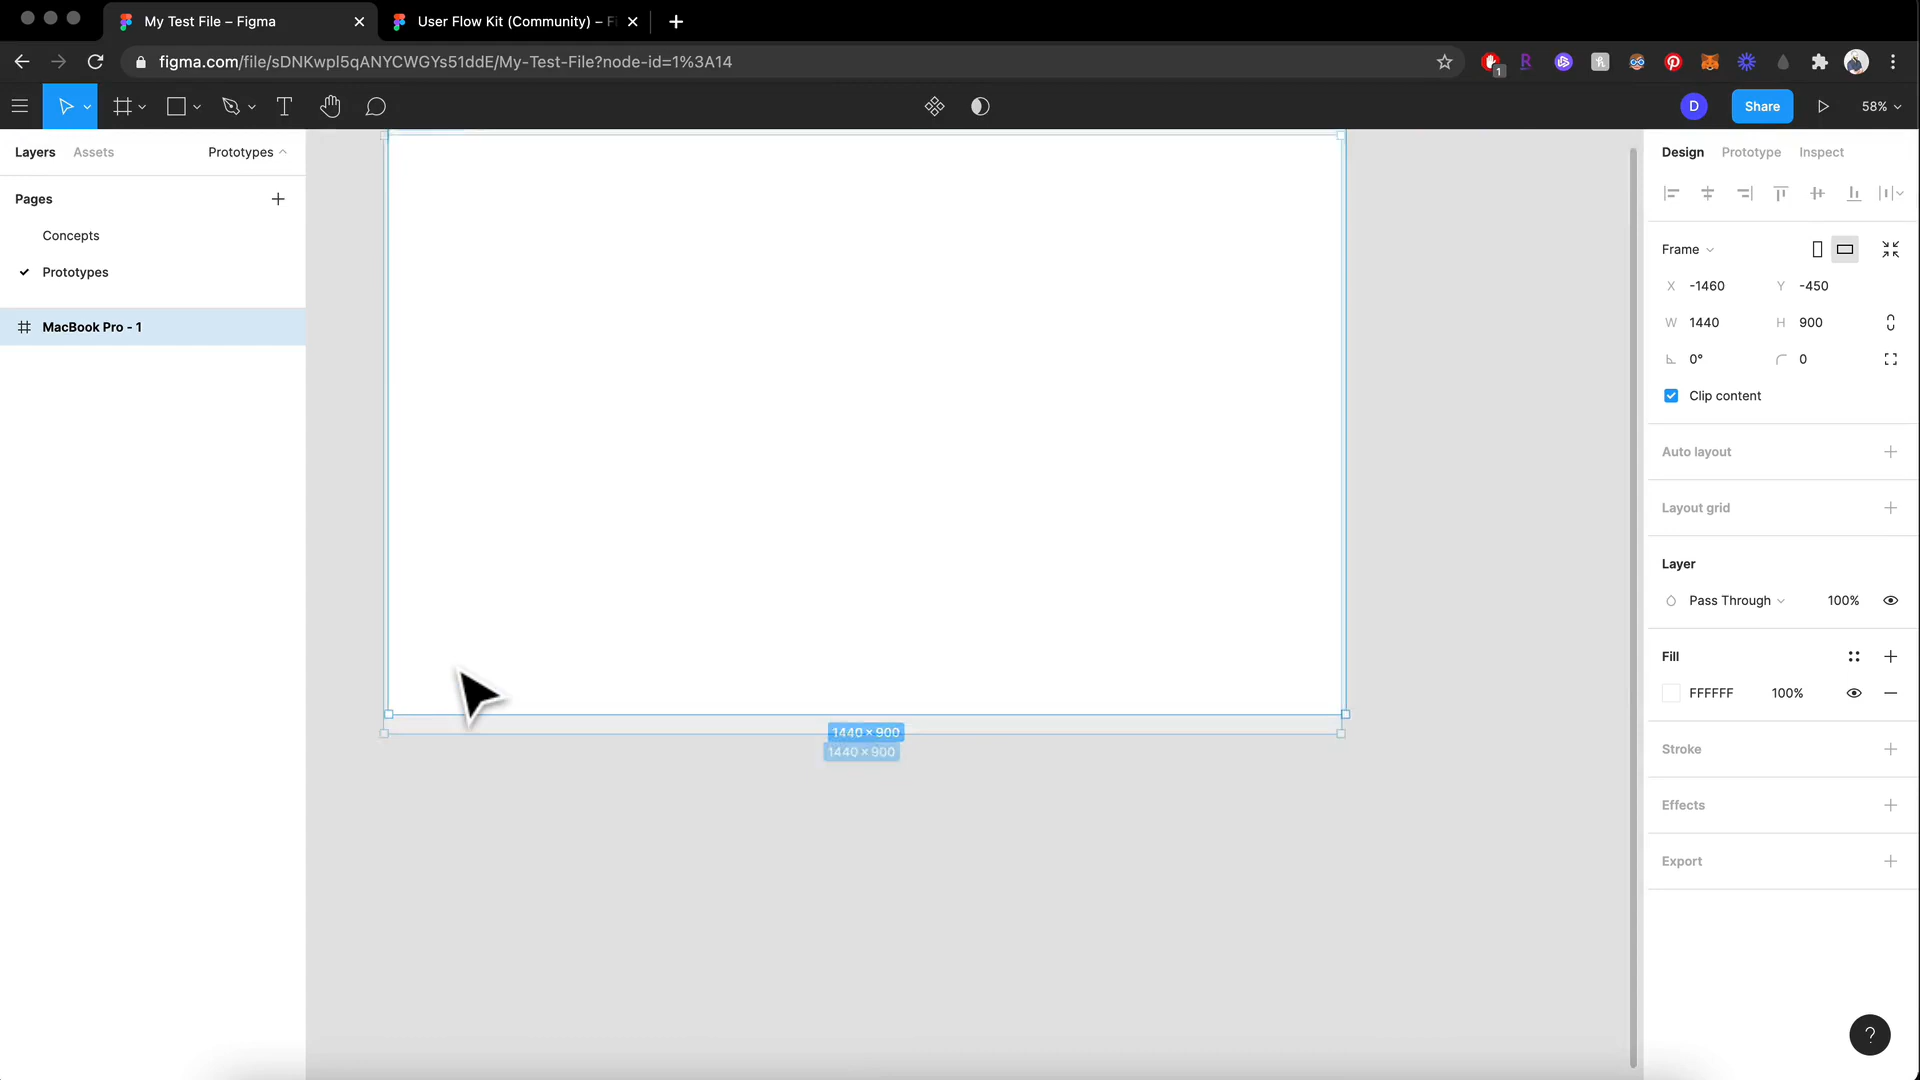 My Test File – Figma
User Flow Kit (Community) – Fi
figma.com/file/sDNKwpl5qANYCWGYs51ddE/My-Test-File?node-id=1%3A14
1
D
Share
58%
Layers
Assets
Prototypes
Pages
Concepts
Prototypes
MacBook Pro - 1
1440 × 900
1440 × 900
Design
Prototype
Inspect
Frame
X -1460
Y -450
W 1440
H 900
0°
0
Clip content
Auto layout
Layout grid
Layer
Pass Through
100%
Fill
FFFFFF
100%
Stroke
Effects
Export
?